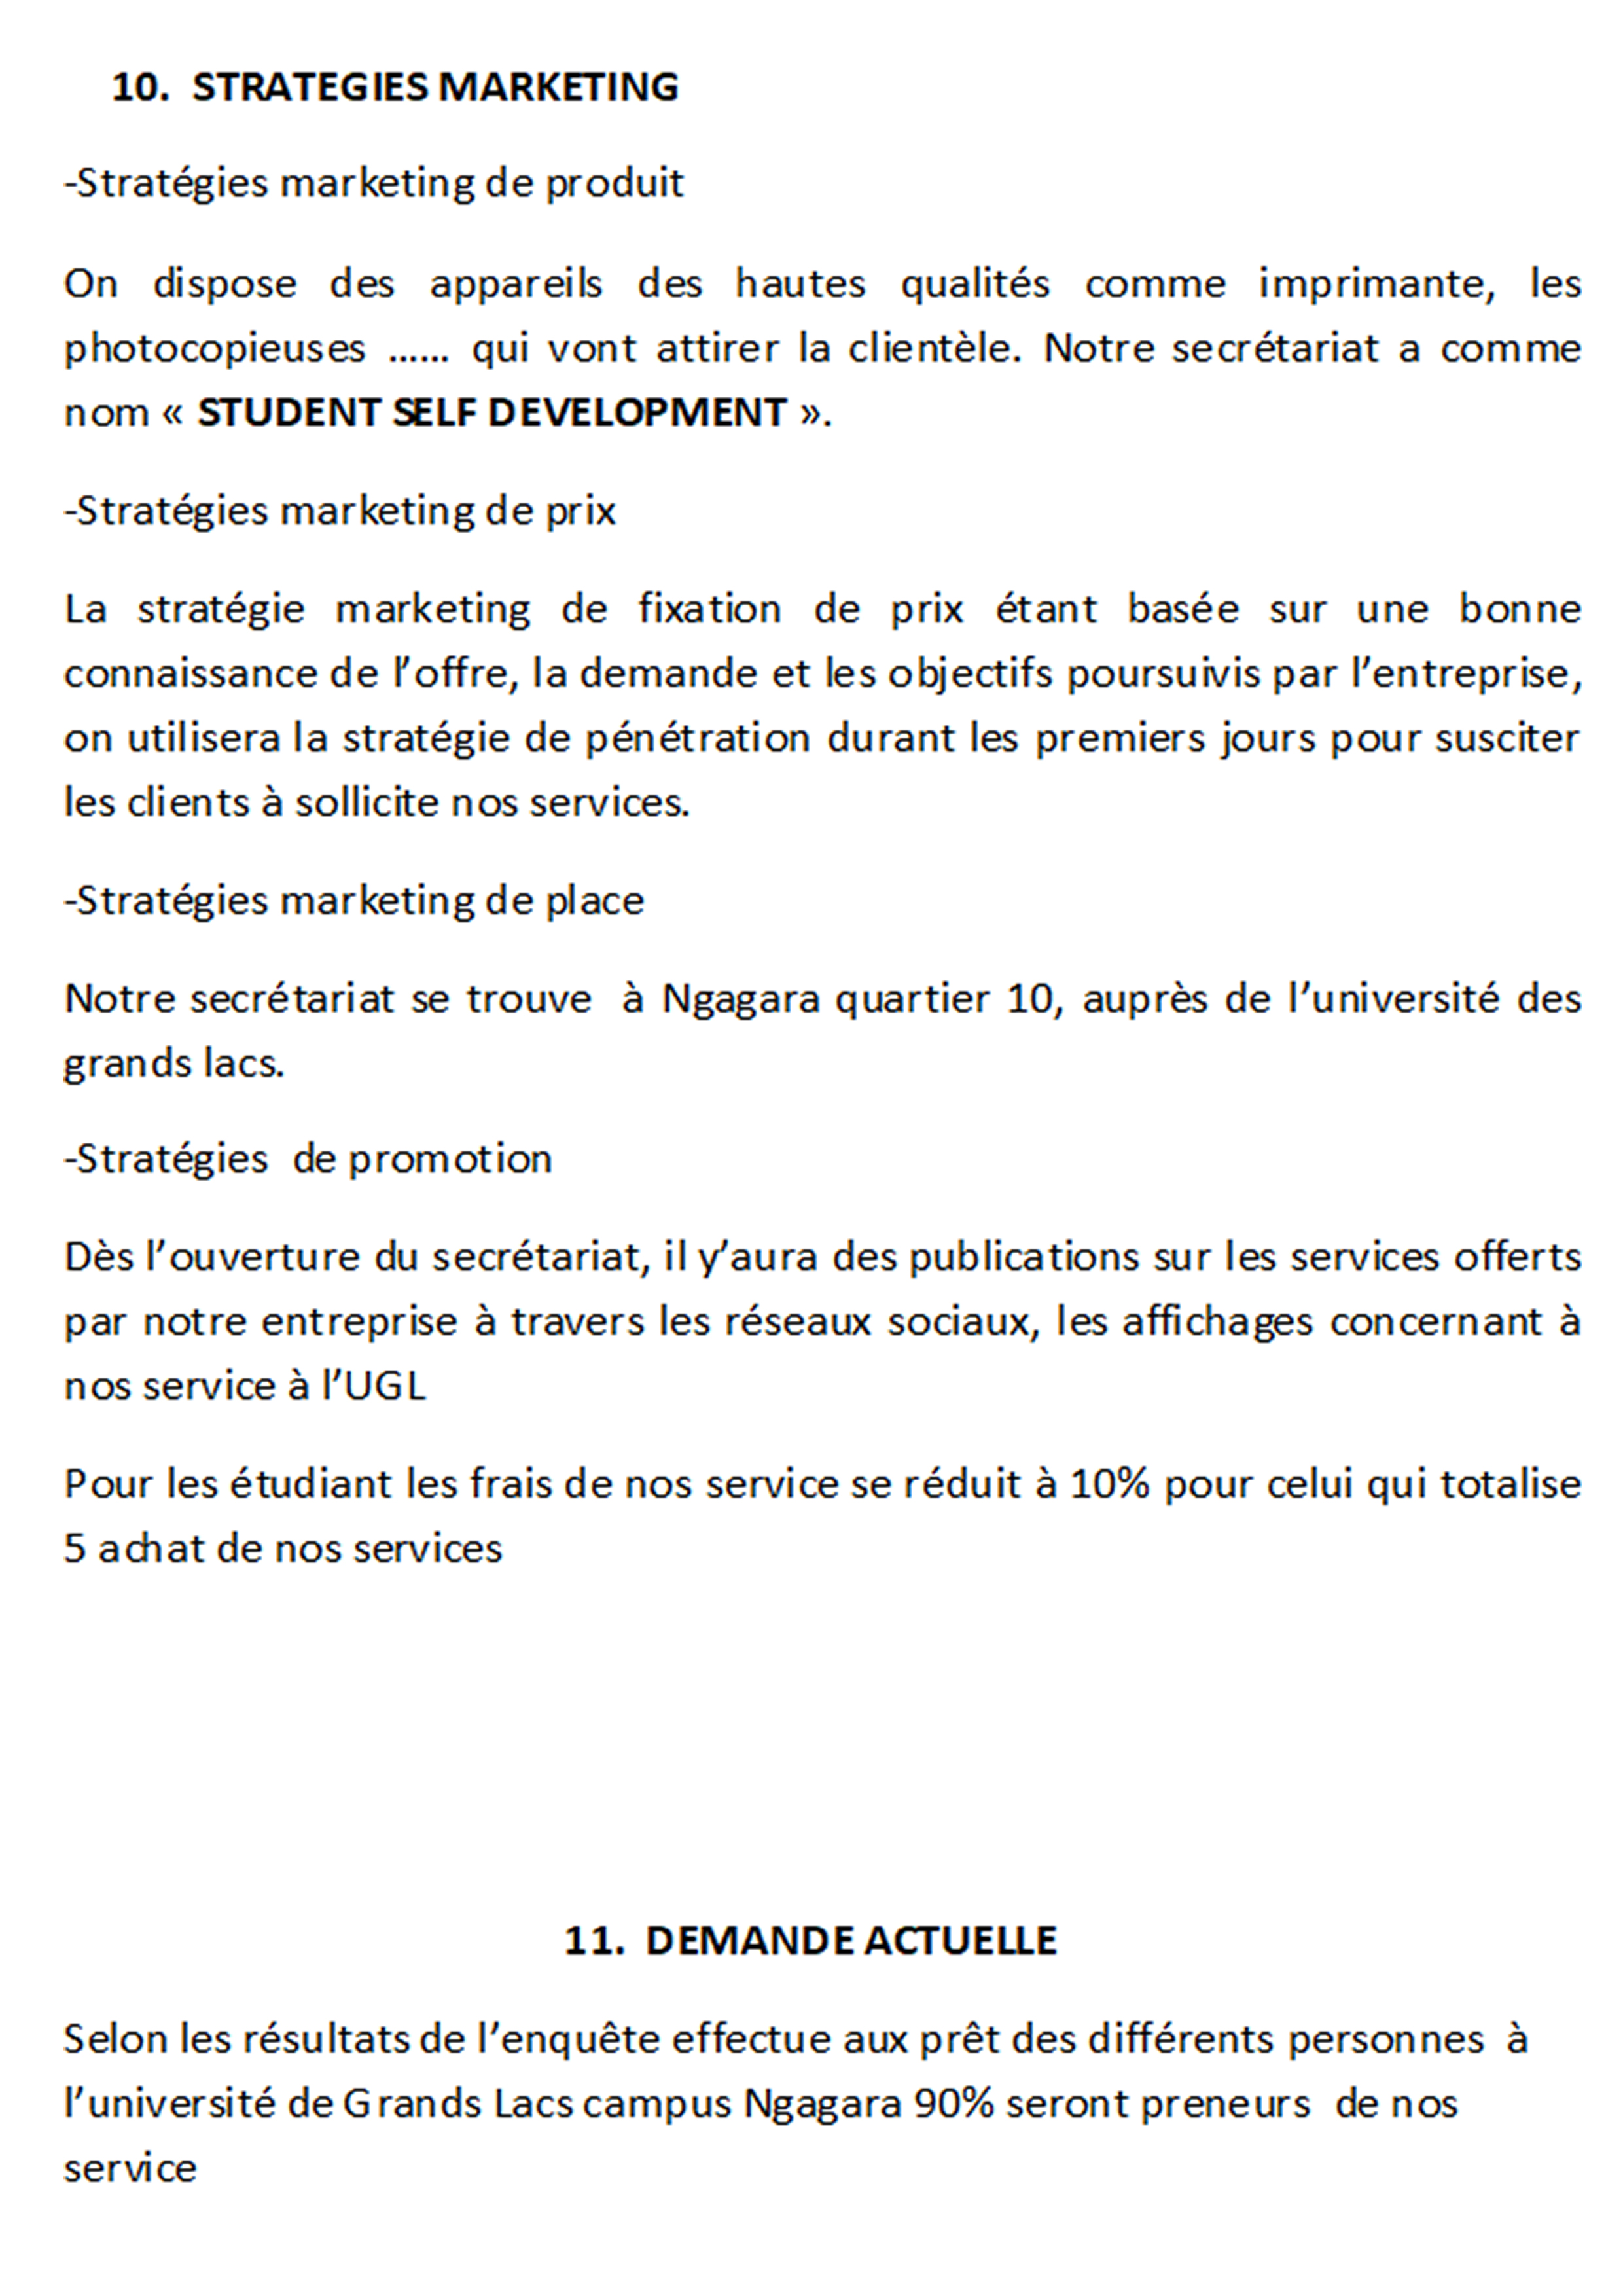 10. STRATEGIES MARKETING
-Stratégies marketing de produit
On dispose des appareils des hautes qualités comme imprimante, les
photocopieuses ...... qui vont attirer la clientèle. Notre secrétariat a comme
nom « STUDENT SELF DEVELOPMENT ».
-Stratégies marketing de prix
La stratégie marketing de fixation de prix étant basée sur une bonne
connaissance de l’offre, la demande et les objectifs poursuivis par l’entreprise,
on utilisera la stratégie de pénétration durant les premiers jours pour susciter
les clients à sollicite nos services.
-Stratégies marketing de place
Notre secrétariat se trouve à Ngagara quartier 10, auprès de l’université des
grands lacs.
-Stratégies de promotion
Dès l’ouverture du secrétariat, il y’aura des publications sur les services offerts
par notre entreprise à travers les réseaux sociaux, les affichages concernant à
nos service à l’UGL
Pour les étudiant les frais de nos service se réduit à 10% pour celui qui totalise
5 achat de nos services
11. DEMANDE ACTUELLE
Selon les résultats de l’enquête effectue aux prêt des différents personnes à
l’université de Grands Lacs campus Ngagara 90% seront preneurs de nos
service